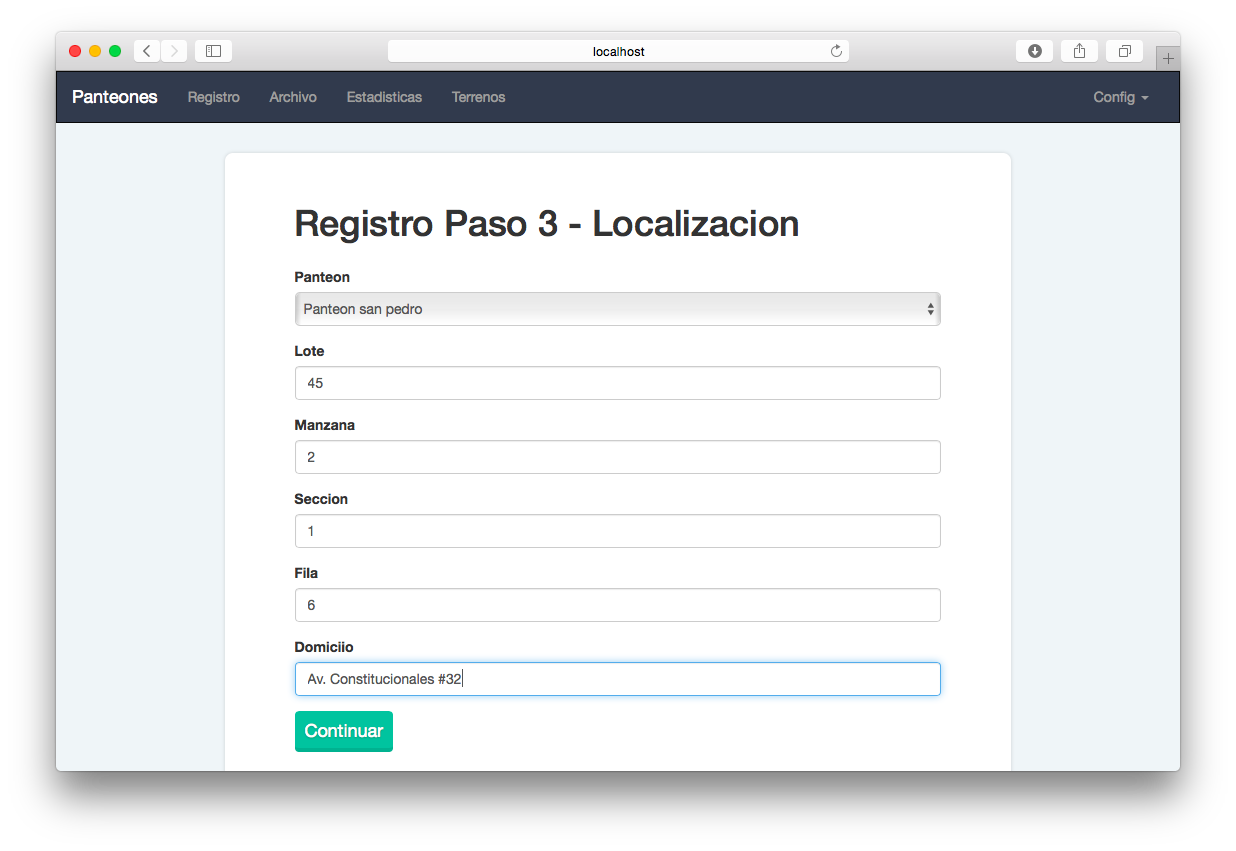 localhost
Panteones Registro Archivo Estadisticas Terrenos Config
Registro Paso 3 - Localizacion
Panteon
Panteon san pedro
Lote
45
Manzana
2
Seccion
1
Fila
6
Domiciio
Av. Constitucionales #32
Continuar